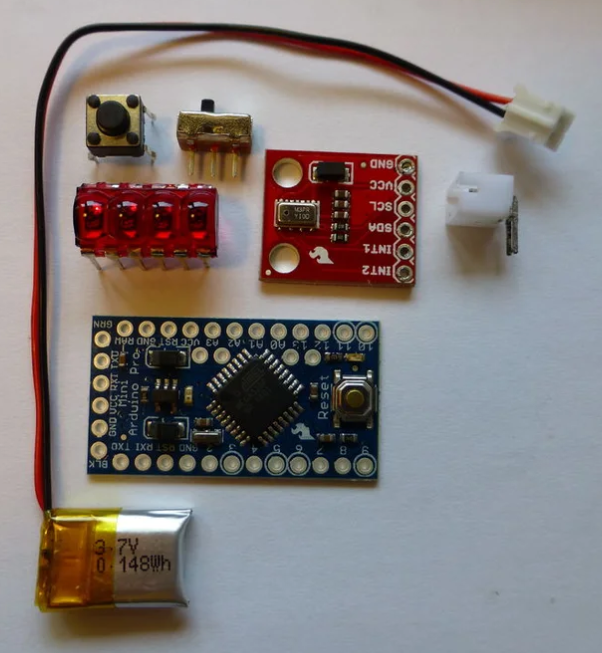 GND
VCC
SCL
SDA
INT1
INT2
GRN
TXO
RXI
VCC
GND
BLK
RAW
GND
RST
VCC
A3
A2
A1
A0
13
12
11
10
Arduino Pro
Mini
Reset
TXO
RXI
RST
GND
2
3
4
5
6
7
8
9
3.7V
0.148Wh